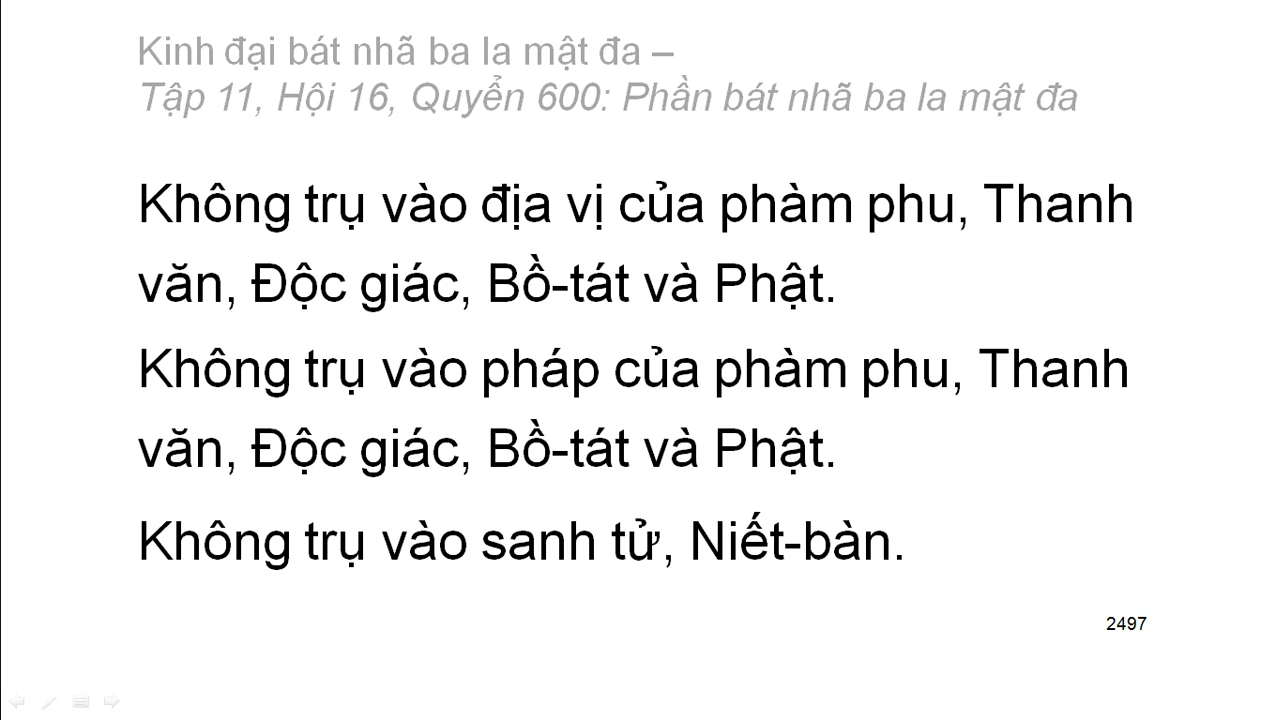 Kinh đại bát nhã ba la mật đa –
Tập 11, Hội 16, Quyển 600: Phần bát nhã ba la mật đa
Không trụ vào địa vị của phàm phu, Thanh
văn, Độc giác, Bồ-tát và Phật.
Không trụ vào pháp của phàm phu, Thanh
văn, Độc giác, Bồ-tát và Phật.
Không trụ vào sanh tử, Niết-bàn.
2497